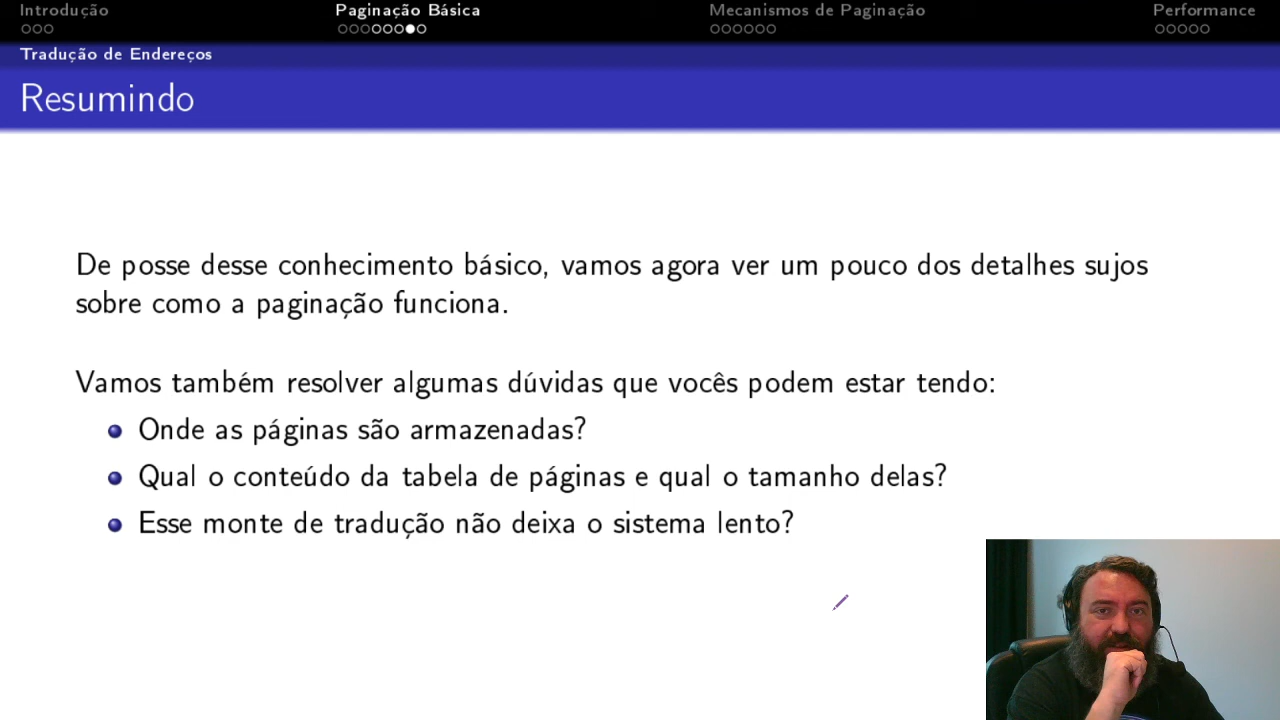 Introdução
Paginação Básica
Mecanismos de Paginação
Performance
Tradução de Endereços
Resumindo
De posse desse conhecimento básico, vamos agora ver um pouco dos detalhes sujos
sobre como a paginação funciona.
Vamos também resolver algumas dúvidas que vocês podem estar tendo:
Onde as páginas são armazenadas?
Qual o conteúdo da tabela de páginas e qual o tamanho delas?
Esse monte de tradução não deixa o sistema lento?